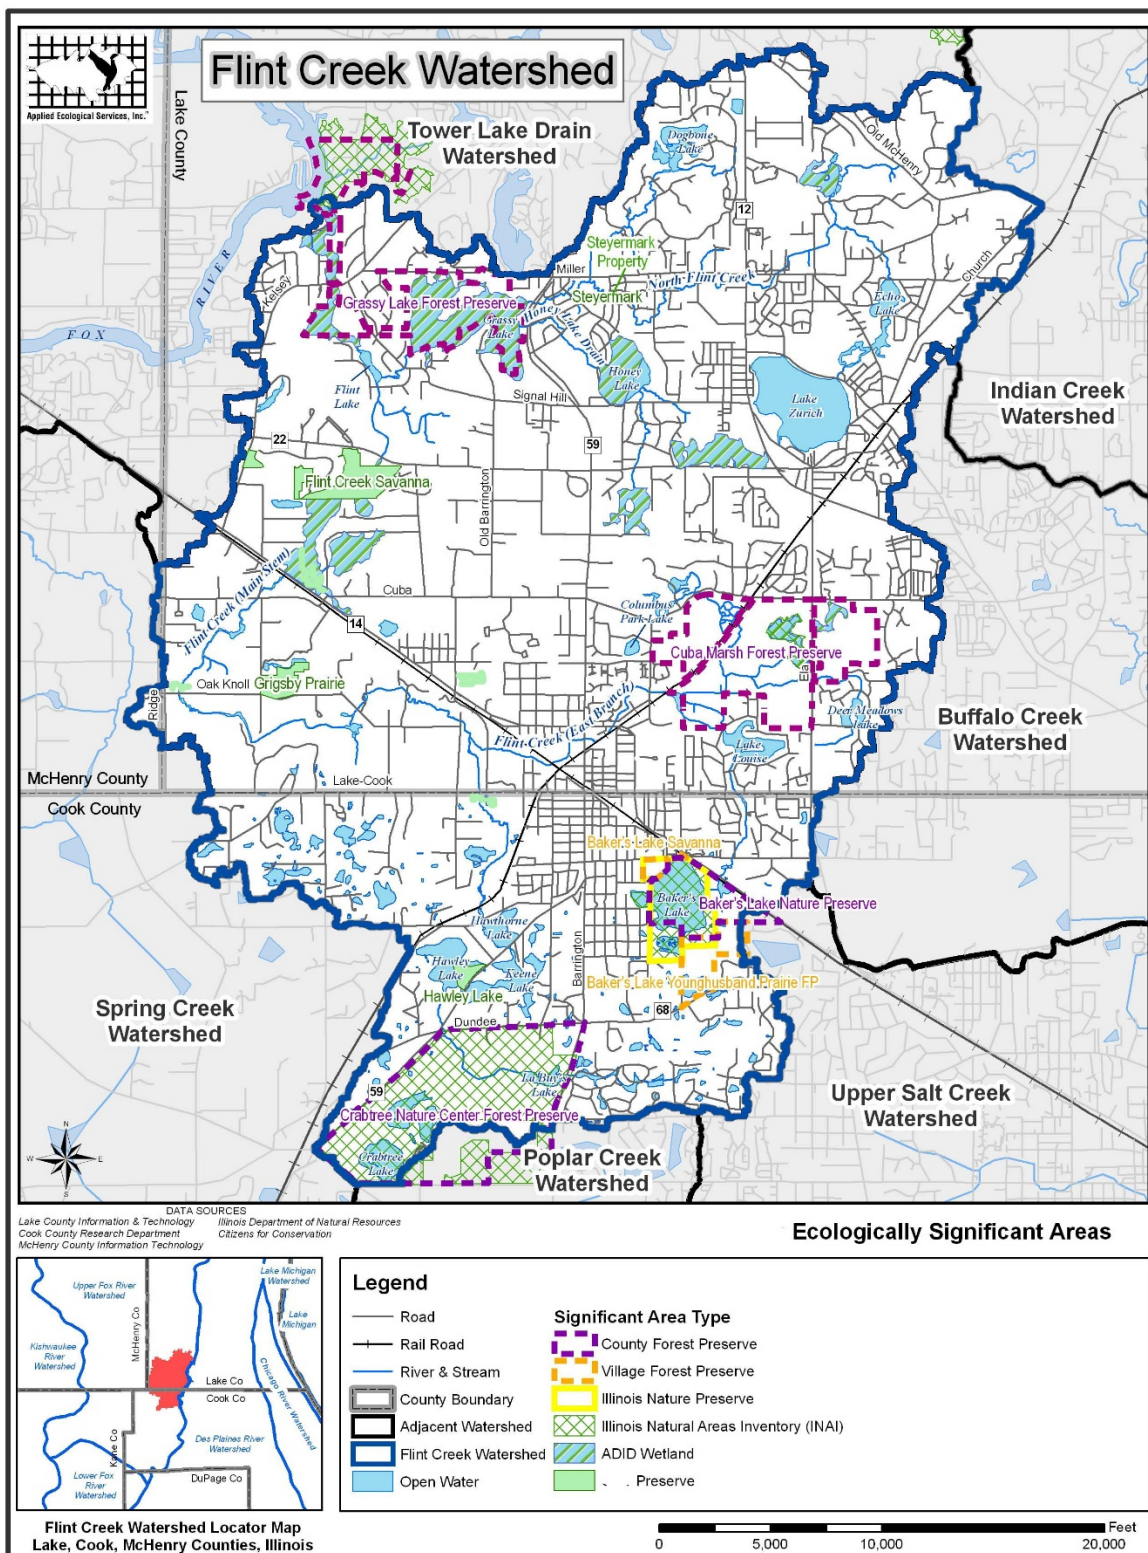 Flint Creek Watershed
Applied Ecological Services, Inc.™
Lake County
Tower Lake Drain
Watershed
Dogbone
Lake
Old McHenry
12
Steyermark
Property
Miller
North Flint Creek
Steyermark
Church
Kelsey
RIVER
FOX
Grassy Lake Forest Preserve
Grassy
Lake
Honey Lake Drain
Echo
Lake
Flint
Lake
Honey
Lake
Signal Hill
Lake
Zurich
Indian Creek
Watershed
22
59
Flint Creek Savanna
Old Barrington
Flint Creek (Main Stem)
Cuba
14
Columbus
Park Lake
Cuba Marsh Forest Preserve
Ela
Oak Knoll
Grigsby Prairie
Ridge
Flint Creek (East Branch)
Deer Meadows
Lake
Lake
Louise
Buffalo Creek
Watershed
McHenry County
Lake-Cook
Cook County
Baker's Lake Savanna
Baker's
Lake
Baker's Lake Nature Preserve
Hawthorne
Lake
Hawley
Lake
Keene
Lake
Barrington
Hawley Lake
Baker's Lake Younghusband Prairie FP
68
Spring Creek
Watershed
Dundee
La Buy's
Lake
59
Crabtree Nature Center Forest Preserve
Upper Salt Creek
Watershed
Crabtree
Lake
Poplar Creek
Watershed
N
W
E
S
DATA SOURCES
Lake County Information & Technology
Illinois Department of Natural Resources
Cook County Research Department
Citizens for Conservation
McHenry County Information Technology
Ecologically Significant Areas
Upper Fox River
Watershed
McHenry Co
Lake Michigan
Watershed
Lake
Michigan
Kishwaukee
River
Watershed
Chicago River Watershed
Lake Co
Cook Co
Kane Co
Des Plaines River
Watershed
Lower Fox
River
Watershed
DuPage Co
Flint Creek Watershed Locator Map
Lake, Cook, McHenry Counties, Illinois
Legend
Road
Rail Road
River & Stream
County Boundary
Adjacent Watershed
Flint Creek Watershed
Open Water
Significant Area Type
County Forest Preserve
Village Forest Preserve
Illinois Nature Preserve
Illinois Natural Areas Inventory (INAI)
ADID Wetland
Preserve
Feet
0
5,000
10,000
20,000